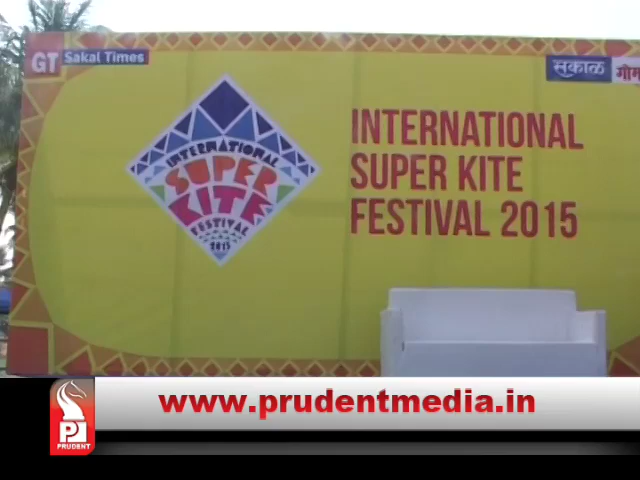 GT Sakal Times
सकाळ
INTERNATIONAL
SUPER KITE
FESTIVAL 2015
INTERNATIONAL
SUPER
KITE
FESTIVAL
2015
www.prudentmedia.in
PRUDENT